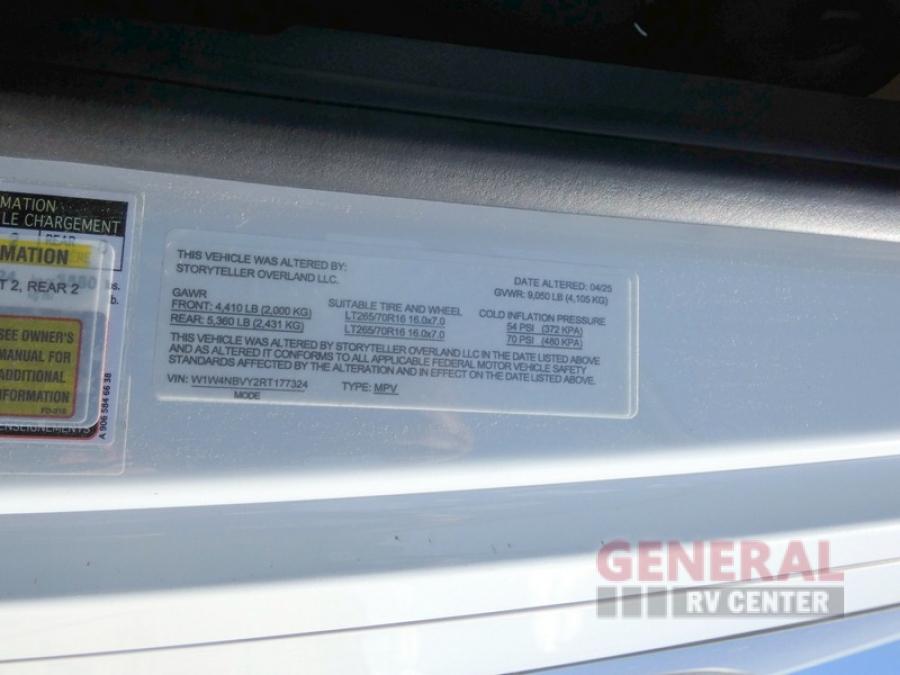 RMATION
LE CHARGEMENT
RMATION
T 2, REAR 2
SEE OWNER'S
MANUAL FOR
ADDITIONAL
INFORMATION
A 906 584 66 38
THIS VEHICLE WAS ALTERED BY:
STORYTELLER OVERLAND LLC.
DATE ALTERED: 04/25
GVWR: 9,050 LB (4,105 KG)
GAWR
FRONT: 4,410 LB (2,000 KG)
REAR: 5,360 LB (2,431 KG)
SUITABLE TIRE AND WHEEL
LT265/70R16 16.0x7.0
LT265/70R16 16.0x7.0
COLD INFLATION PRESSURE
54 PSI (372 KPA)
70 PSI (480 KPA)
THIS VEHICLE WAS ALTERED BY STORYTELLER OVERLAND LLC IN THE DATE LISTED ABOVE
AND AS ALTERED IT CONFORMS TO ALL APPLICABLE FEDERAL MOTOR VEHICLE SAFETY
STANDARDS AFFECTED BY THE ALTERATION AND IN EFFECT ON THE DATE LISTED ABOVE.
VIN: W1W4NBVY2RT177324 TYPE: MPV
MODE
GENERAL
RV CENTER